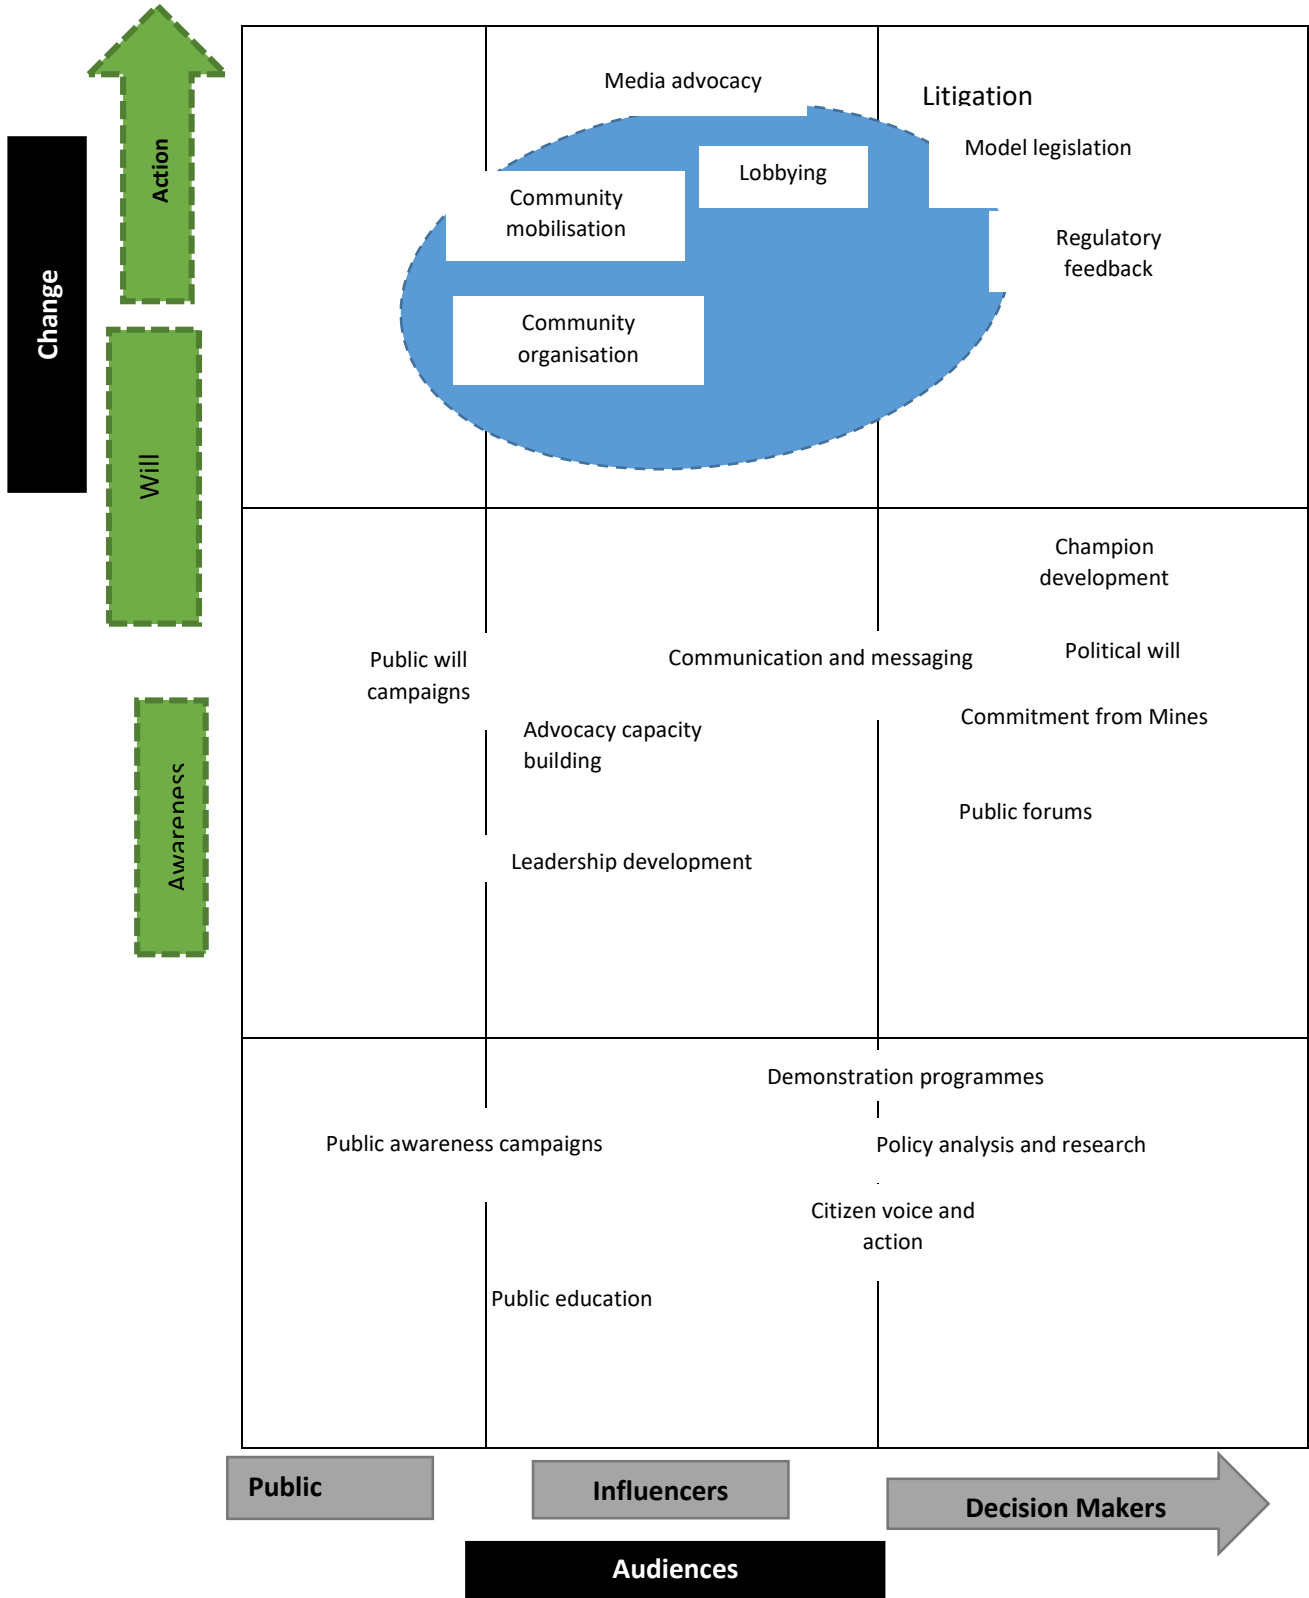 Media advocacy
Litigation
Action
Model legislation
Lobbying
Community
mobilisation
Regulatory
feedback
Change
Community
organisation
Will
Champion
development
Public will
campaigns
Communication and messaging
Political will
Commitment from Mines
Advocacy capacity
building
Awareness
Public forums
Leadership development
Demonstration programmes
Public awareness campaigns
Policy analysis and research
Citizen voice and
action
Public education
Public
Influencers
Decision Makers
Audiences